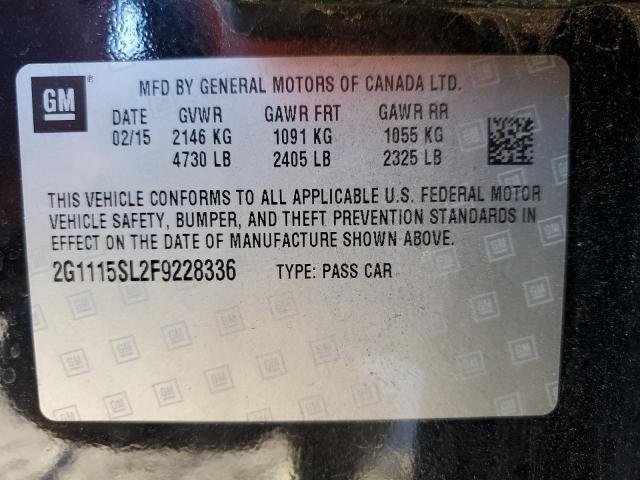 GM ® MFD BY GENERAL MOTORS OF CANADA LTD.
DATE GVWR GAWR FRT GAWR RR
02/15 2146 KG 1091 KG 1055 KG
4730 LB 2405 LB 2325 LB
THIS VEHICLE CONFORMS TO ALL APPLICABLE U.S. FEDERAL MOTOR
VEHICLE SAFETY, BUMPER, AND THEFT PREVENTION STANDARDS IN
EFFECT ON THE DATE OF MANUFACTURE SHOWN ABOVE.
2G1115SL2F9228336 TYPE: PASS CAR